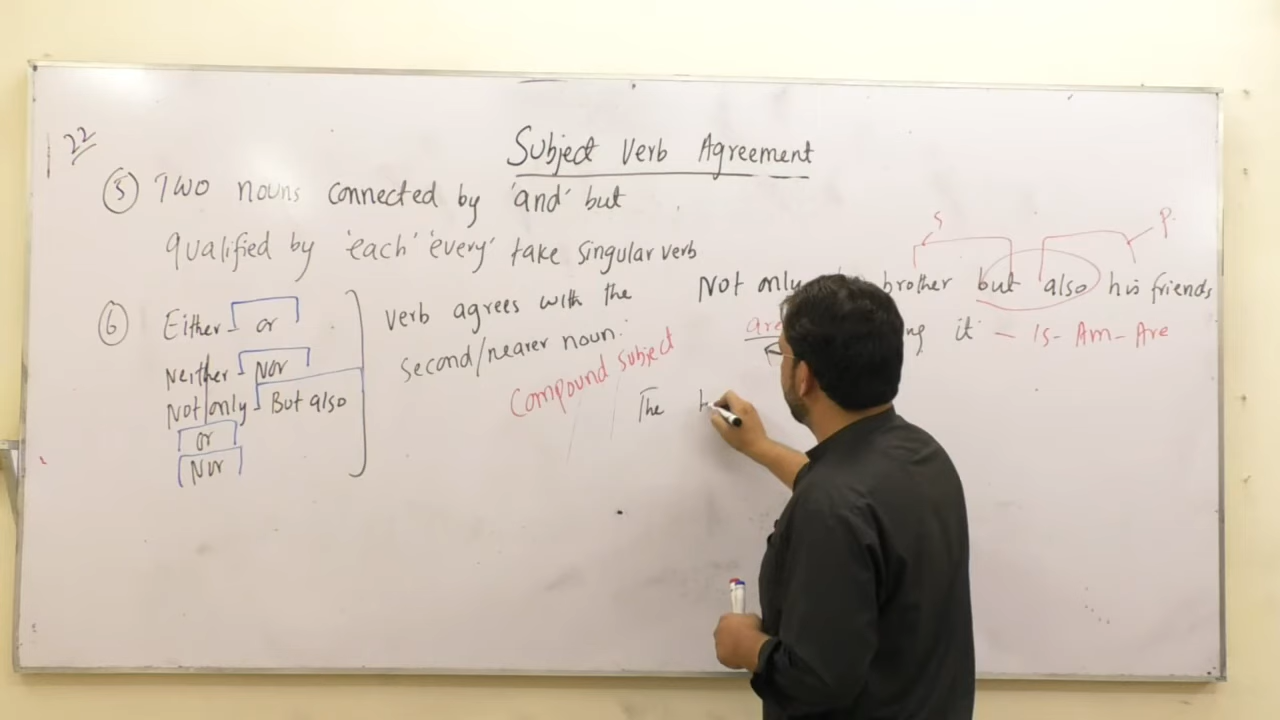 22
Subject Verb Agreement
5 Two nouns connected by 'and' but
qualified by 'each' 'every' take singular verb
6 Either or
Neither Nor
Not only But also
or
Nor
Verb agrees with the
second/nearer noun.
Compound Subject
S P
Not only brother but also his friends
are it - Is - Am - Are
The